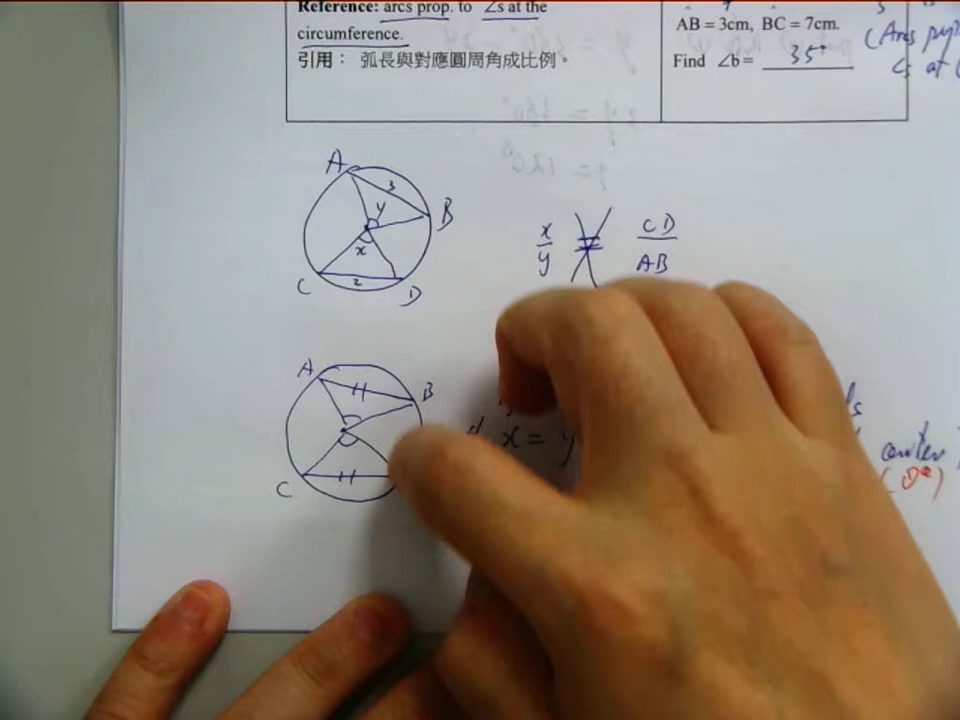 Reference: arcs prop. to ∠s at the
circumference.
引用： 弧長與對應圓周角成比例。
AB = 3cm, BC = 7cm.
Find ∠b = 35°
(Arcs
∠s at
A
3
y
B
x
C
2
D
x/y = CD/AB
A
B
C
x = y
center